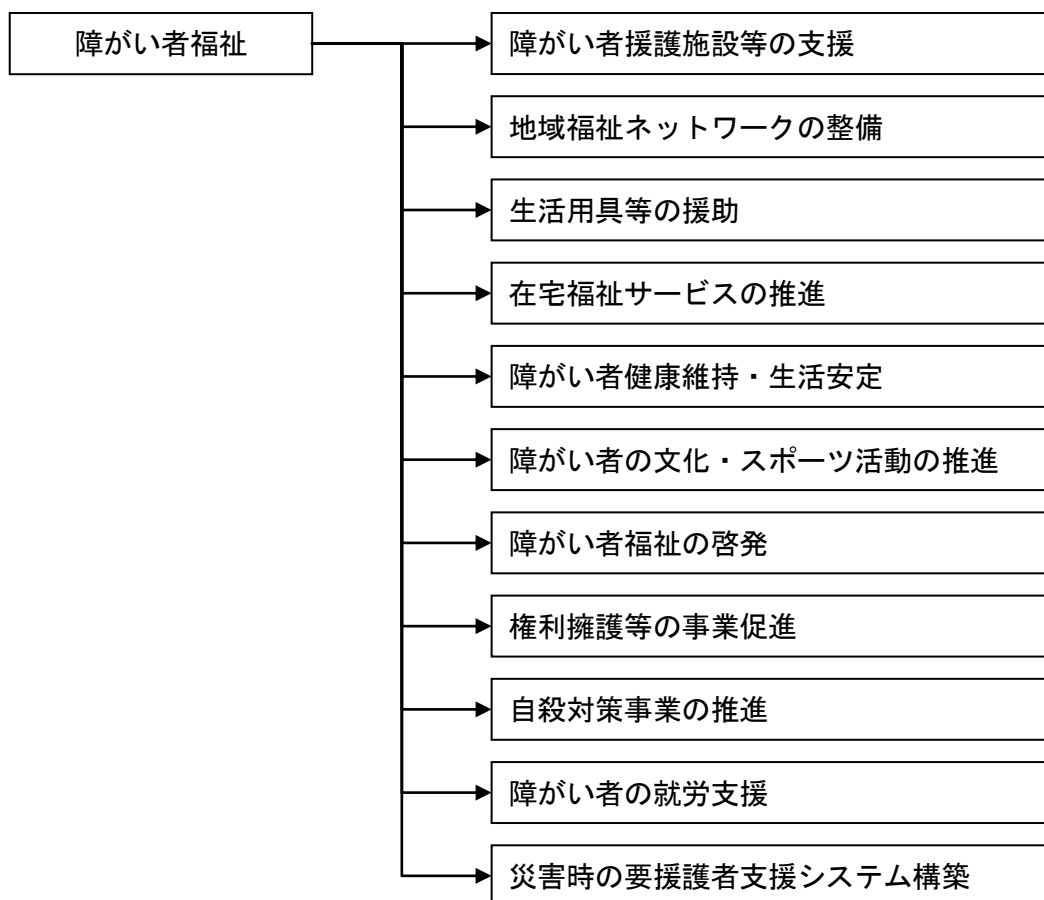 障がい者福祉
障がい者援護施設等の支援
地域福祉ネットワークの整備
生活用具等の援助
在宅福祉サービスの推進
障がい者健康維持・生活安定
障がい者の文化・スポーツ活動の推進
障がい者福祉の啓発
権利擁護等の事業促進
自殺対策事業の推進
障がい者の就労支援
災害時の要援護者支援システム構築